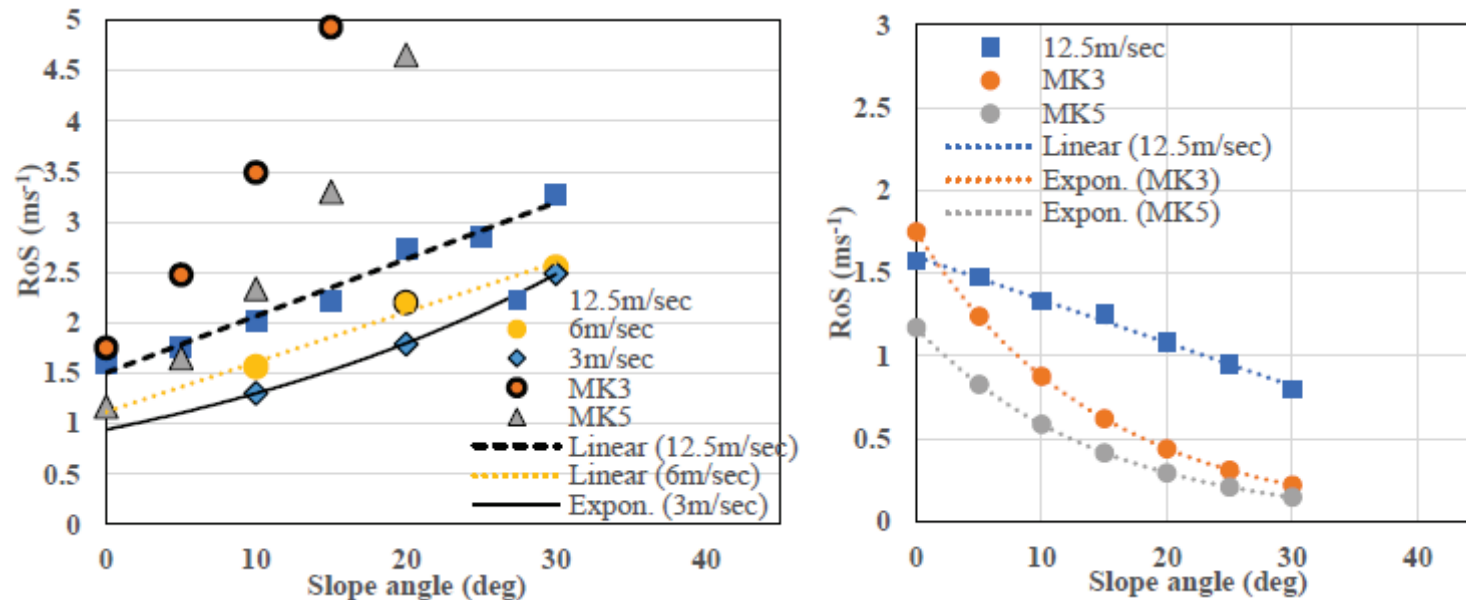 5
4.5
4
3.5
3
2.5
2
1.5
1
0.5
0
RoS (ms-1)
12.5m/sec
6m/sec
3m/sec
MK3
MK5
Linear (12.5m/sec)
Linear (6m/sec)
Expon. (3m/sec)
0 10 20 30 40
Slope angle (deg)
3
2.5
2
1.5
1
0.5
0
RoS (ms-1)
12.5m/sec
MK3
MK5
Linear (12.5m/sec)
Expon. (MK3)
Expon. (MK5)
0 10 20 30 40
Slope angle (deg)